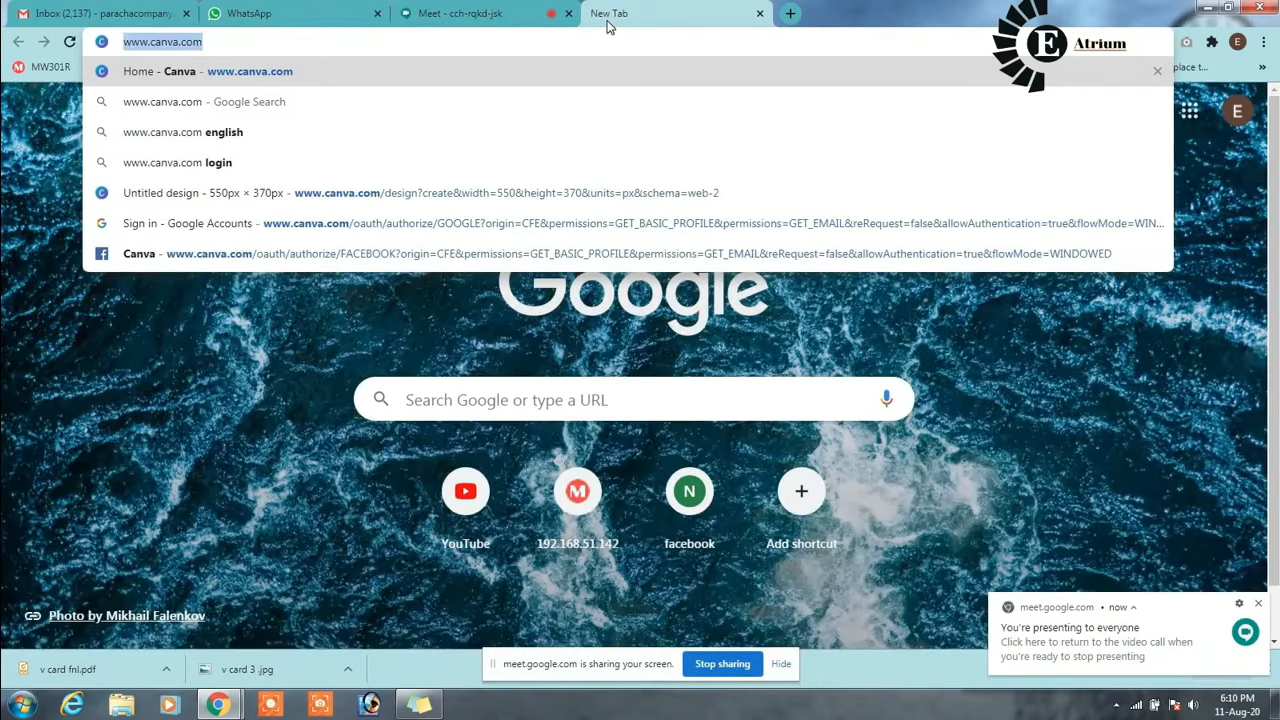 Inbox (2,137) - parachacompany.
WhatsApp
Meet - cch-rqkd-jsk
New Tab
www.canva.com
E Atrium
E
MW301R
place t...
Home - Canva - www.canva.com
www.canva.com - Google Search
www.canva.com english
www.canva.com login
Untitled design - 550px × 370px - www.canva.com/design?create&width=550&height=370&units=px&schema=web-2
Sign in - Google Accounts - www.canva.com/oauth/authorize/GOOGLE?origin=CFE&permissions=GET_BASIC_PROFILE&permissions=GET_EMAIL&reRequest=false&allowAuthentication=true&flowMode=WIN...
Canva - www.canva.com/oauth/authorize/FACEBOOK?origin=CFE&permissions=GET_BASIC_PROFILE&permissions=GET_EMAIL&reRequest=false&allowAuthentication=true&flowMode=WINDOWED
E
Google
Search Google or type a URL
M
N
YouTube
192.168.51.142
facebook
Add shortcut
Photo by Mikhail Falenkov
meet.google.com • now
You're presenting to everyone
Click here to return to the video call when
you're ready to stop presenting
v card fnl.pdf
v card 3 .jpg
meet.google.com is sharing your screen.
Stop sharing
Hide
6:10 PM
11-Aug-20